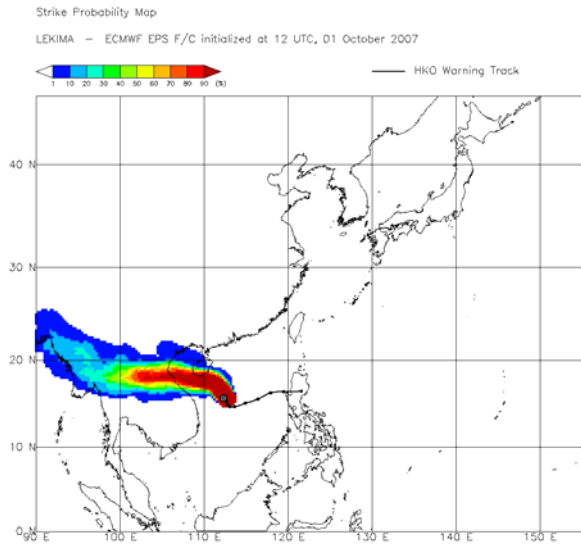 Strike Probability Map
LEKIMA – ECMWF EPS F/C initialized at 12 UTC, 01 October 2007
1 10 20 30 40 50 60 70 80 90 (%)
HKO Warning Track
40 N
30 N
20 N
10 N
0 N
90 E 100 E 110 E 120 E 130 E 140 E 150 E